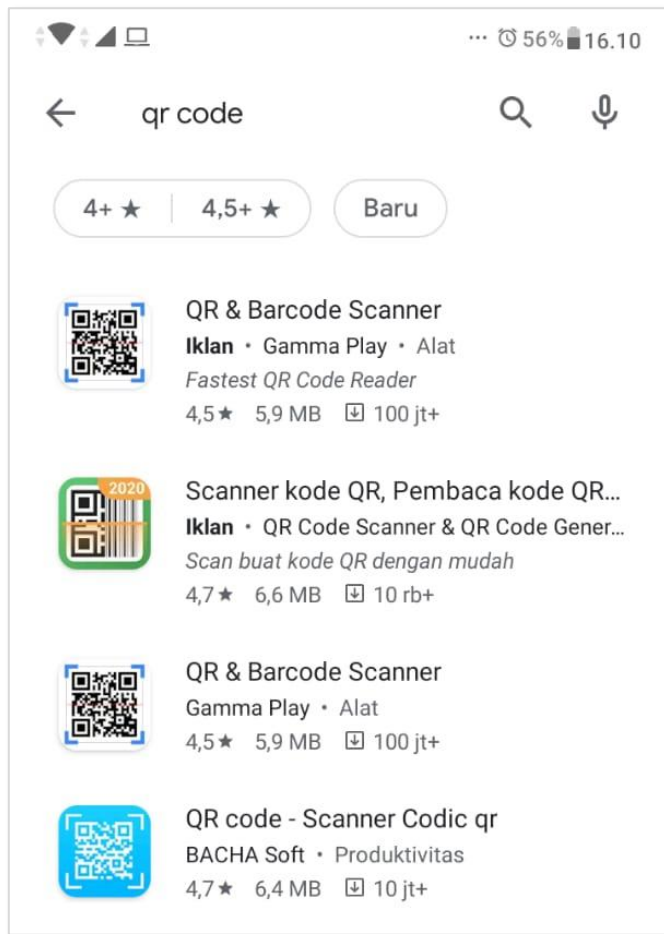 56% 16.10
qr code
4+ ★ 4,5+ ★ Baru
QR & Barcode Scanner
Iklan • Gamma Play • Alat
Fastest QR Code Reader
4,5★ 5,9 MB 100 jt+
2020
Scanner kode QR, Pembaca kode QR...
Iklan • QR Code Scanner & QR Code Gener...
Scan buat kode QR dengan mudah
4,7★ 6,6 MB 10 rb+
QR & Barcode Scanner
Gamma Play • Alat
4,5★ 5,9 MB 100 jt+
QR code - Scanner Codic qr
BACHA Soft • Produktivitas
4,7★ 6,4 MB 10 jt+